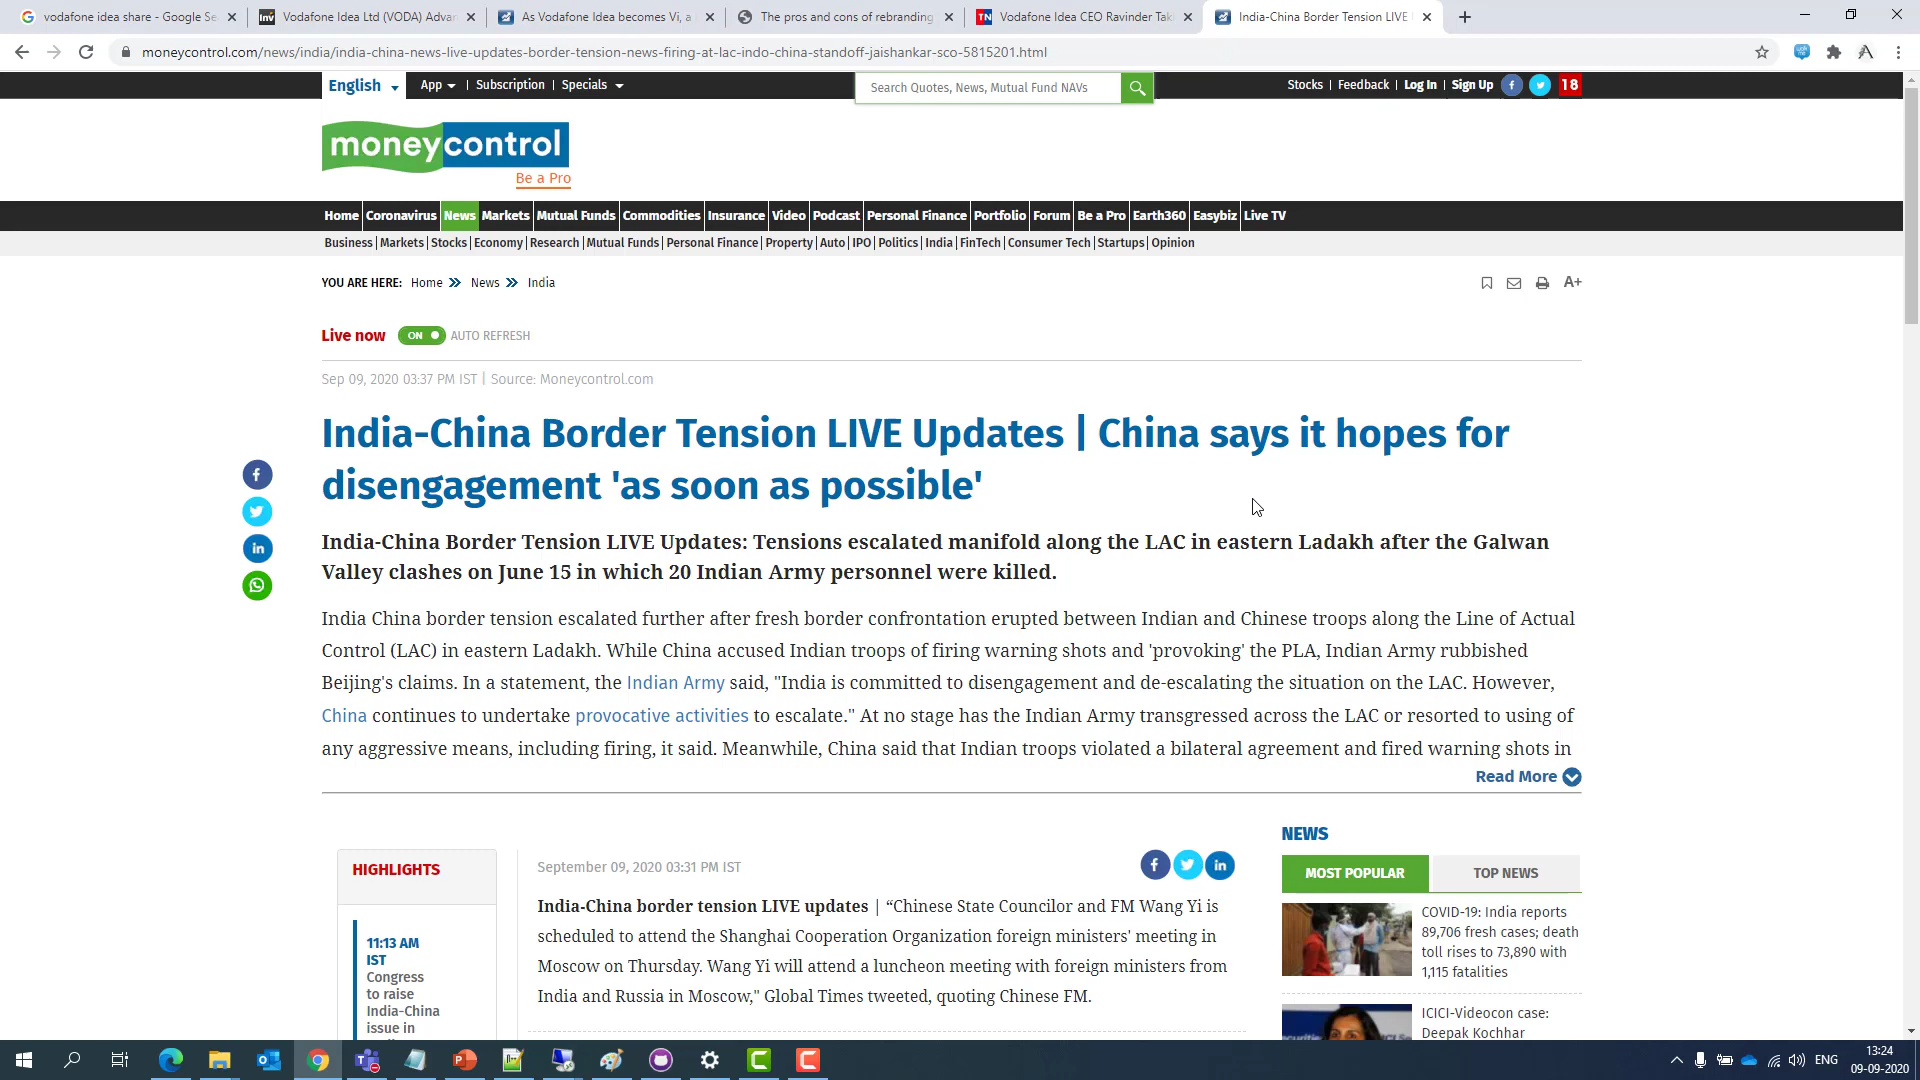 vodafone idea share - Google Se
Vodafone Idea Ltd (VODA) Advan
As Vodafone Idea becomes Vi, a
The pros and cons of rebranding
Vodafone Idea CEO Ravinder Tak
India-China Border Tension LIVE
moneycontrol.com/news/india/india-china-news-live-updates-border-tension-news-firing-at-lac-indo-china-standoff-jaishankar-sco-5815201.html
English App | Subscription | Specials
Search Quotes, News, Mutual Fund NAVs
Stocks | Feedback | Log In | Sign Up 18
moneycontrol
Be a Pro
Home Coronavirus News Markets Mutual Funds Commodities Insurance Video Podcast Personal Finance Portfolio Forum Be a Pro Earth360 Easybiz Live TV
Business | Markets | Stocks | Economy | Research | Mutual Funds | Personal Finance | Property | Auto | IPO | Politics | India | FinTech | Consumer Tech | Startups | Opinion
YOU ARE HERE: Home News India
A+
Live now ON AUTO REFRESH
Sep 09, 2020 03:37 PM IST | Source: Moneycontrol.com
India-China Border Tension LIVE Updates | China says it hopes for
disengagement 'as soon as possible'
India-China Border Tension LIVE Updates: Tensions escalated manifold along the LAC in eastern Ladakh after the Galwan
Valley clashes on June 15 in which 20 Indian Army personnel were killed.
India China border tension escalated further after fresh border confrontation erupted between Indian and Chinese troops along the Line of Actual
Control (LAC) in eastern Ladakh. While China accused Indian troops of firing warning shots and 'provoking' the PLA, Indian Army rubbished
Beijing's claims. In a statement, the Indian Army said, "India is committed to disengagement and de-escalating the situation on the LAC. However,
China continues to undertake provocative activities to escalate." At no stage has the Indian Army transgressed across the LAC or resorted to using of
any aggressive means, including firing, it said. Meanwhile, China said that Indian troops violated a bilateral agreement and fired warning shots in
Read More
HIGHLIGHTS
11:13 AM
IST
Congress
to raise
India-China
issue in
September 09, 2020 03:31 PM IST
India-China border tension LIVE updates | “Chinese State Councilor and FM Wang Yi is
scheduled to attend the Shanghai Cooperation Organization foreign ministers' meeting in
Moscow on Thursday. Wang Yi will attend a luncheon meeting with foreign ministers from
India and Russia in Moscow," Global Times tweeted, quoting Chinese FM.
NEWS
MOST POPULAR TOP NEWS
COVID-19: India reports
89,706 fresh cases; death
toll rises to 73,890 with
1,115 fatalities
ICICI-Videocon case:
Deepak Kochhar
ENG
13:24
09-09-2020